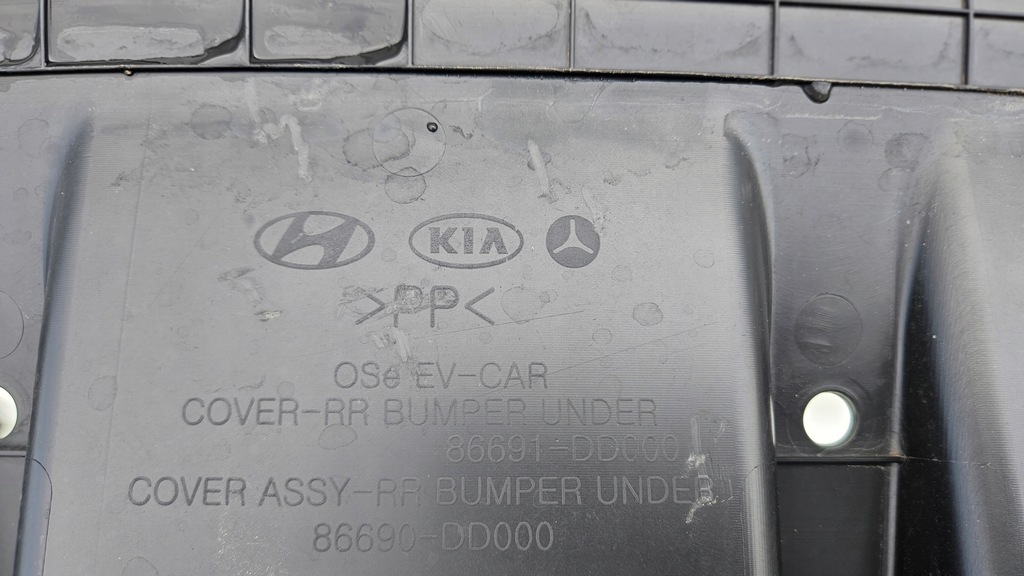 KIA
>PP<
OSe EV-CAR
COVER-RR BUMPER UNDER
86691-DD000
COVER ASSY-RR BUMPER UNDER
86690-DD000